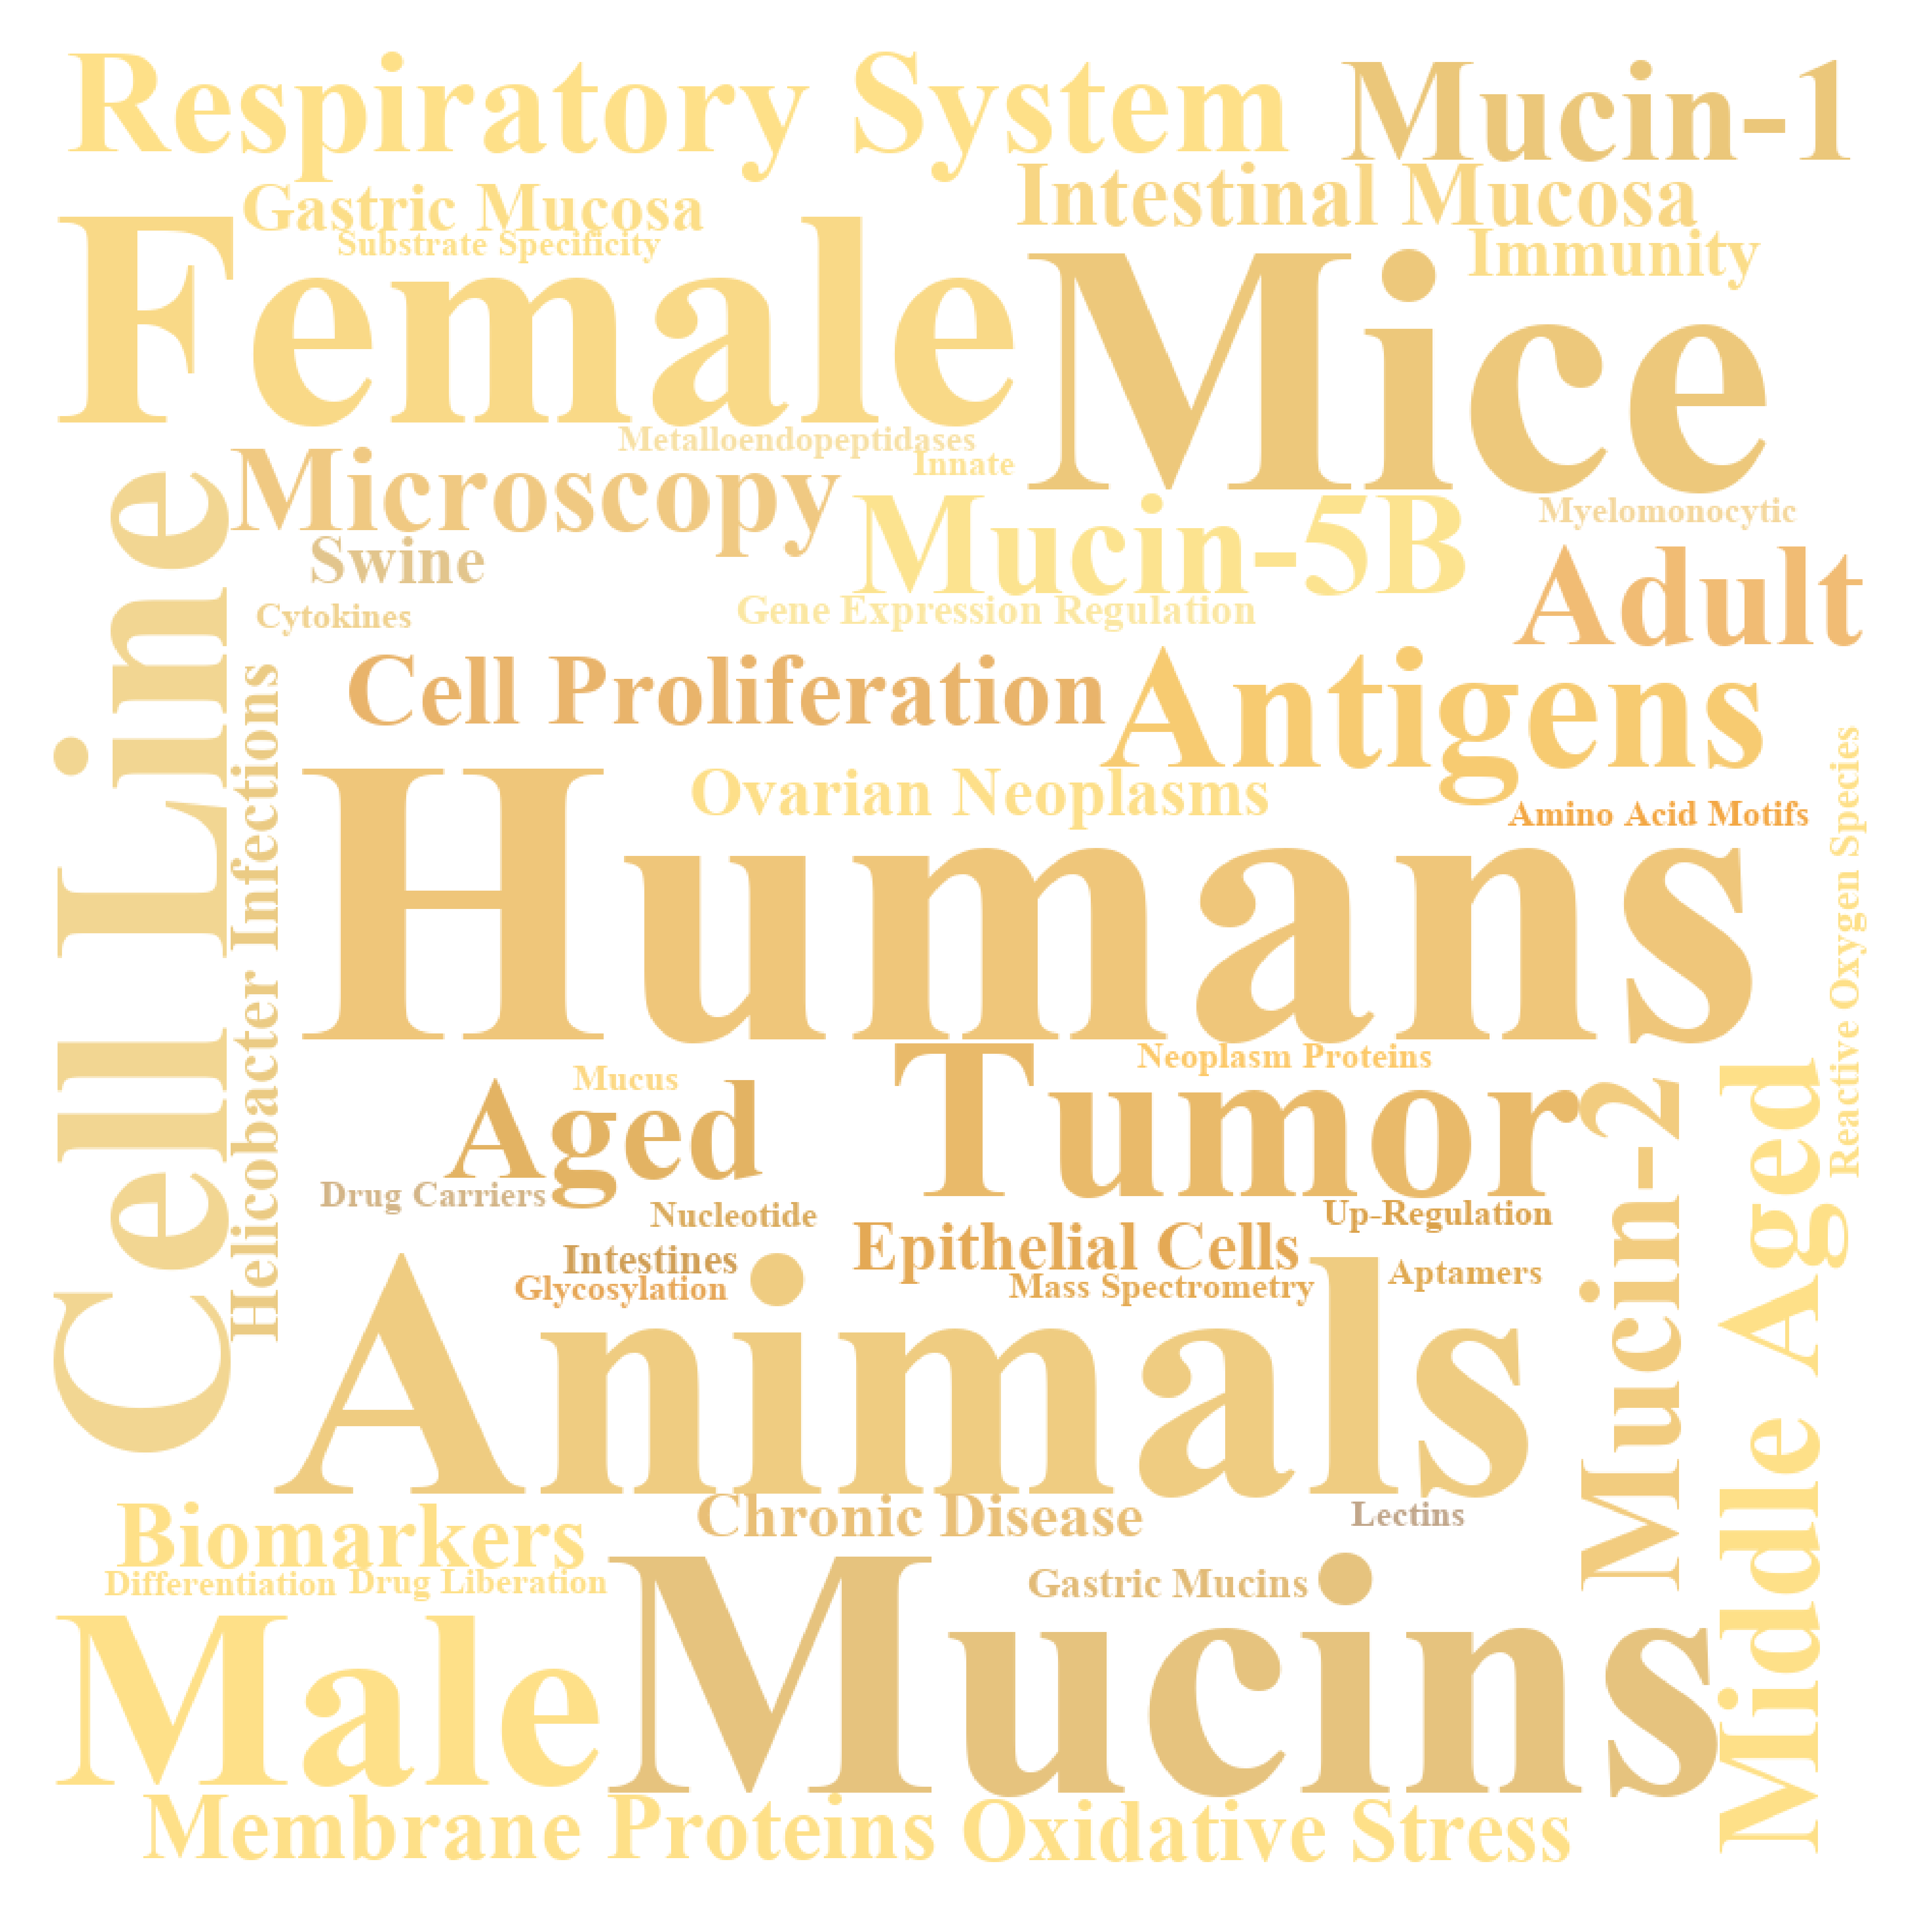 Respiratory System
Mucin-1
Gastric Mucosa
Intestinal Mucosa
Substrate Specificity
Immunity
Female
Mice
Metalloendopeptidases
Innate
Microscopy
Mucin-5B
Myelomonocytic
Swine
Adult
Cytokines
Gene Expression Regulation
Cell Line
Helicobacter Infections
Cell Proliferation
Antigens
Ovarian Neoplasms
Amino Acid Motifs
Reactive Oxygen Species
Humans
Neoplasm Proteins
Mucus
Aged
Tumor
Mucin-2
Middle Aged
Drug Carriers
Nucleotide
Up-Regulation
Intestines
Epithelial Cells
Glycosylation
Mass Spectrometry
Aptamers
Animals
Biomarkers
Chronic Disease
Lectins
Differentiation
Drug Liberation
Gastric Mucins
Male
Mucins
Membrane Proteins
Oxidative Stress